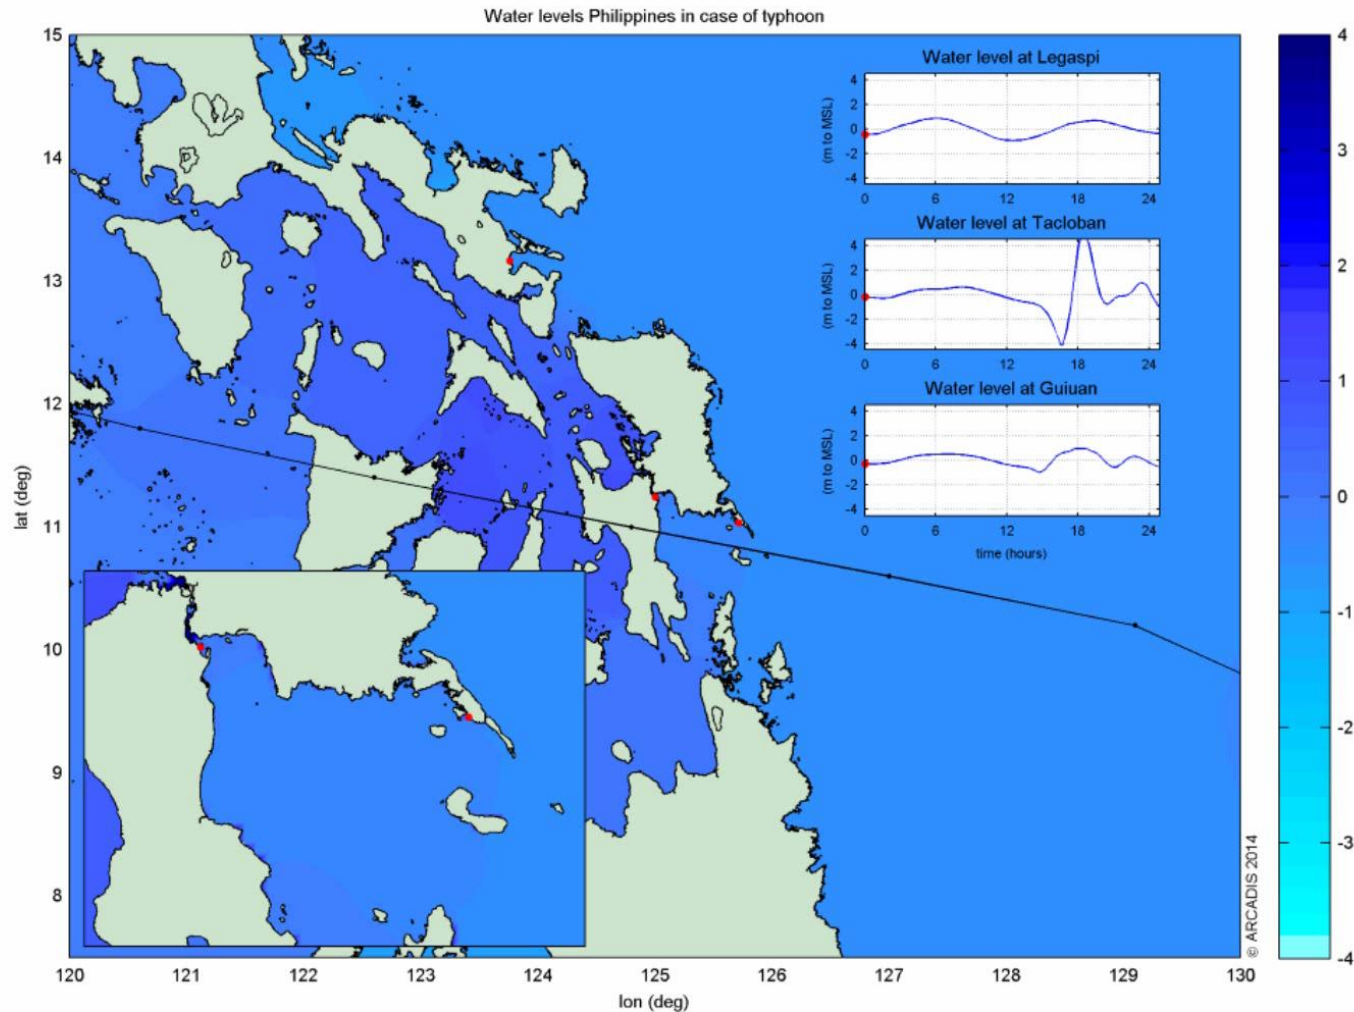 Water levels Philippines in case of typhoon
15
14
13
12
11
10
9
8
lat (deg)
120 121 122 123 124 125 126 127 128 129 130
lon (deg)
Water level at Legaspi
4
2
0
-2
-4
(m to MSL)
0 6 12 18 24
Water level at Tacloban
4
2
0
-2
-4
(m to MSL)
0 6 12 18 24
Water level at Guiuan
4
2
0
-2
-4
(m to MSL)
0 6 12 18 24
time (hours)
© ARCADIS 2014
4
3
2
1
0
-1
-2
-3
-4